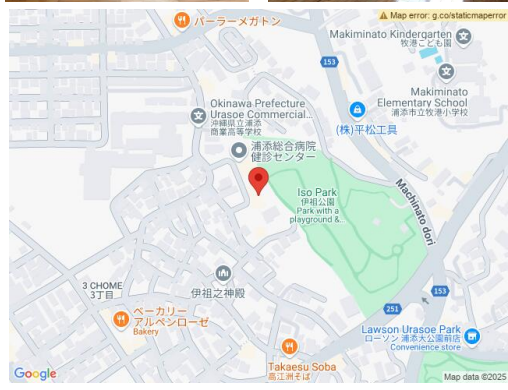 パーラーメガトン
Map error: g.co/staticmaperror
Makiminato Kindergarten
牧港こども園
153
Makiminato
Elementary School
浦添市立牧港小学校
Okinawa Prefecture
Urasoe Commercial...
沖縄県立浦添
商業高等学校
(株)平松工具
浦添総合病院
健診センター
Iso Park
伊祖公園
Park with a
playground &..
Machinato dori
伊祖之神殿
3 CHOME
3丁目
153
251
ベーカリー
アルペンローゼ
Bakery
Lawson Urasoe Park
ローソン 浦添大公園前店
Convenience store
Takaesu Soba
高江洲そば
Google
Map data ©2025